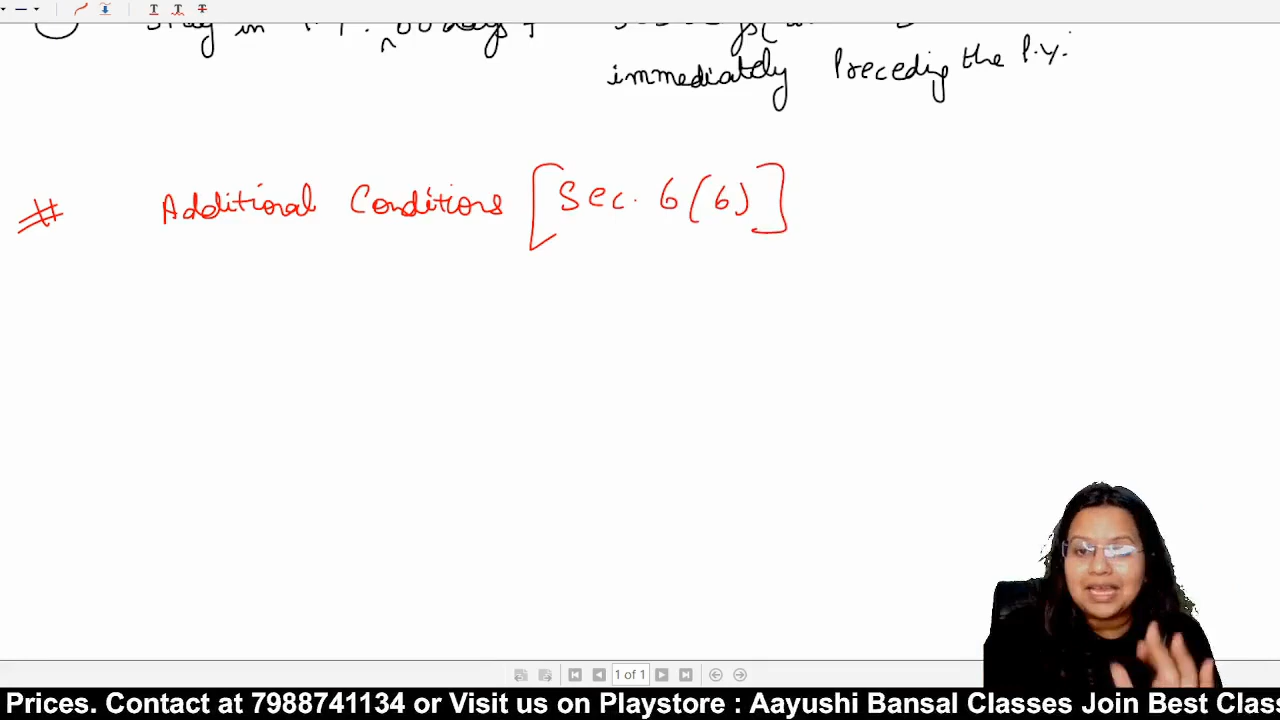 immediately Preceding the P.Y.
# Additional Conditions [Sec. 6(6)]
1 of 1
Prices. Contact at 7988741134 or Visit us on Playstore : Aayushi Bansal Classes Join Best Clas